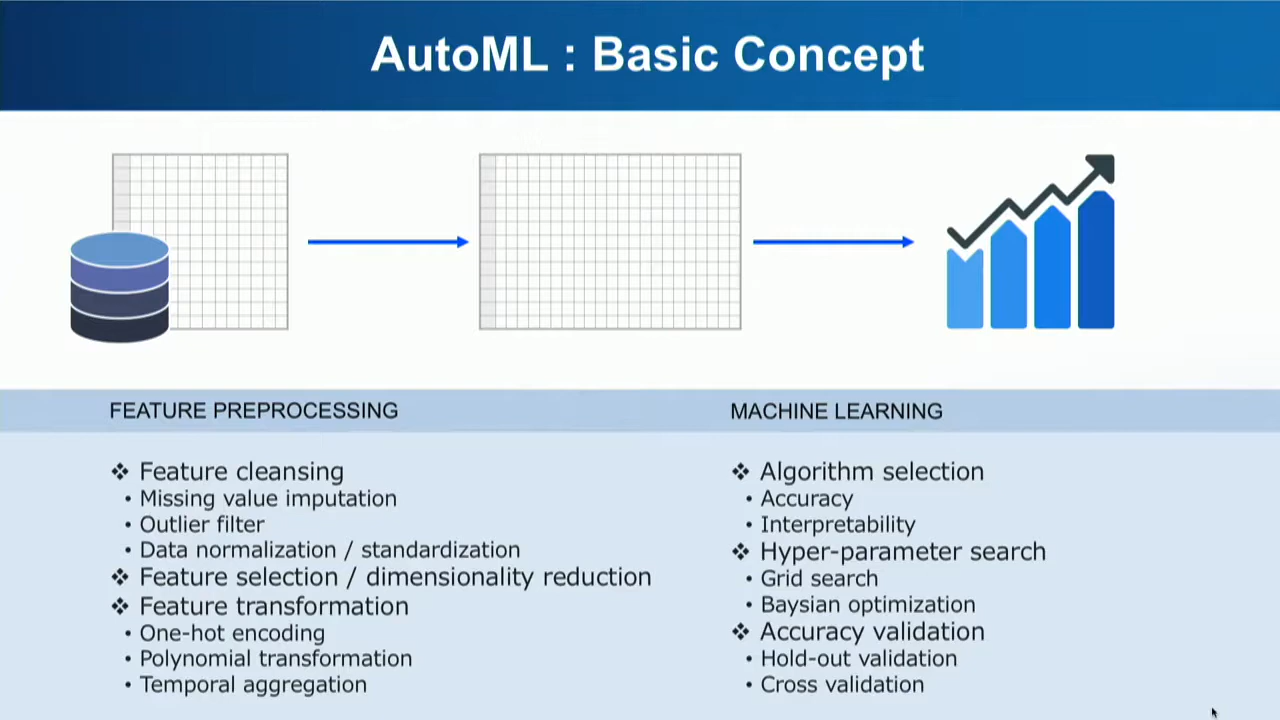 AutoML : Basic Concept
FEATURE PREPROCESSING
❖ Feature cleansing
• Missing value imputation
• Outlier filter
• Data normalization / standardization
❖ Feature selection / dimensionality reduction
❖ Feature transformation
• One-hot encoding
• Polynomial transformation
• Temporal aggregation
MACHINE LEARNING
❖ Algorithm selection
• Accuracy
• Interpretability
❖ Hyper-parameter search
• Grid search
• Baysian optimization
❖ Accuracy validation
• Hold-out validation
• Cross validation